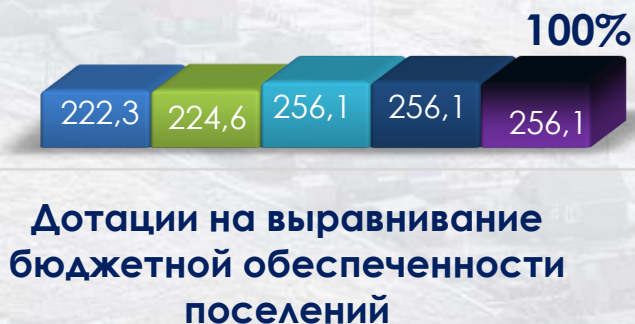 100%
222,3 224,6 256,1 256,1 256,1
Дотации на выравнивание
бюджетной обеспеченности
поселений